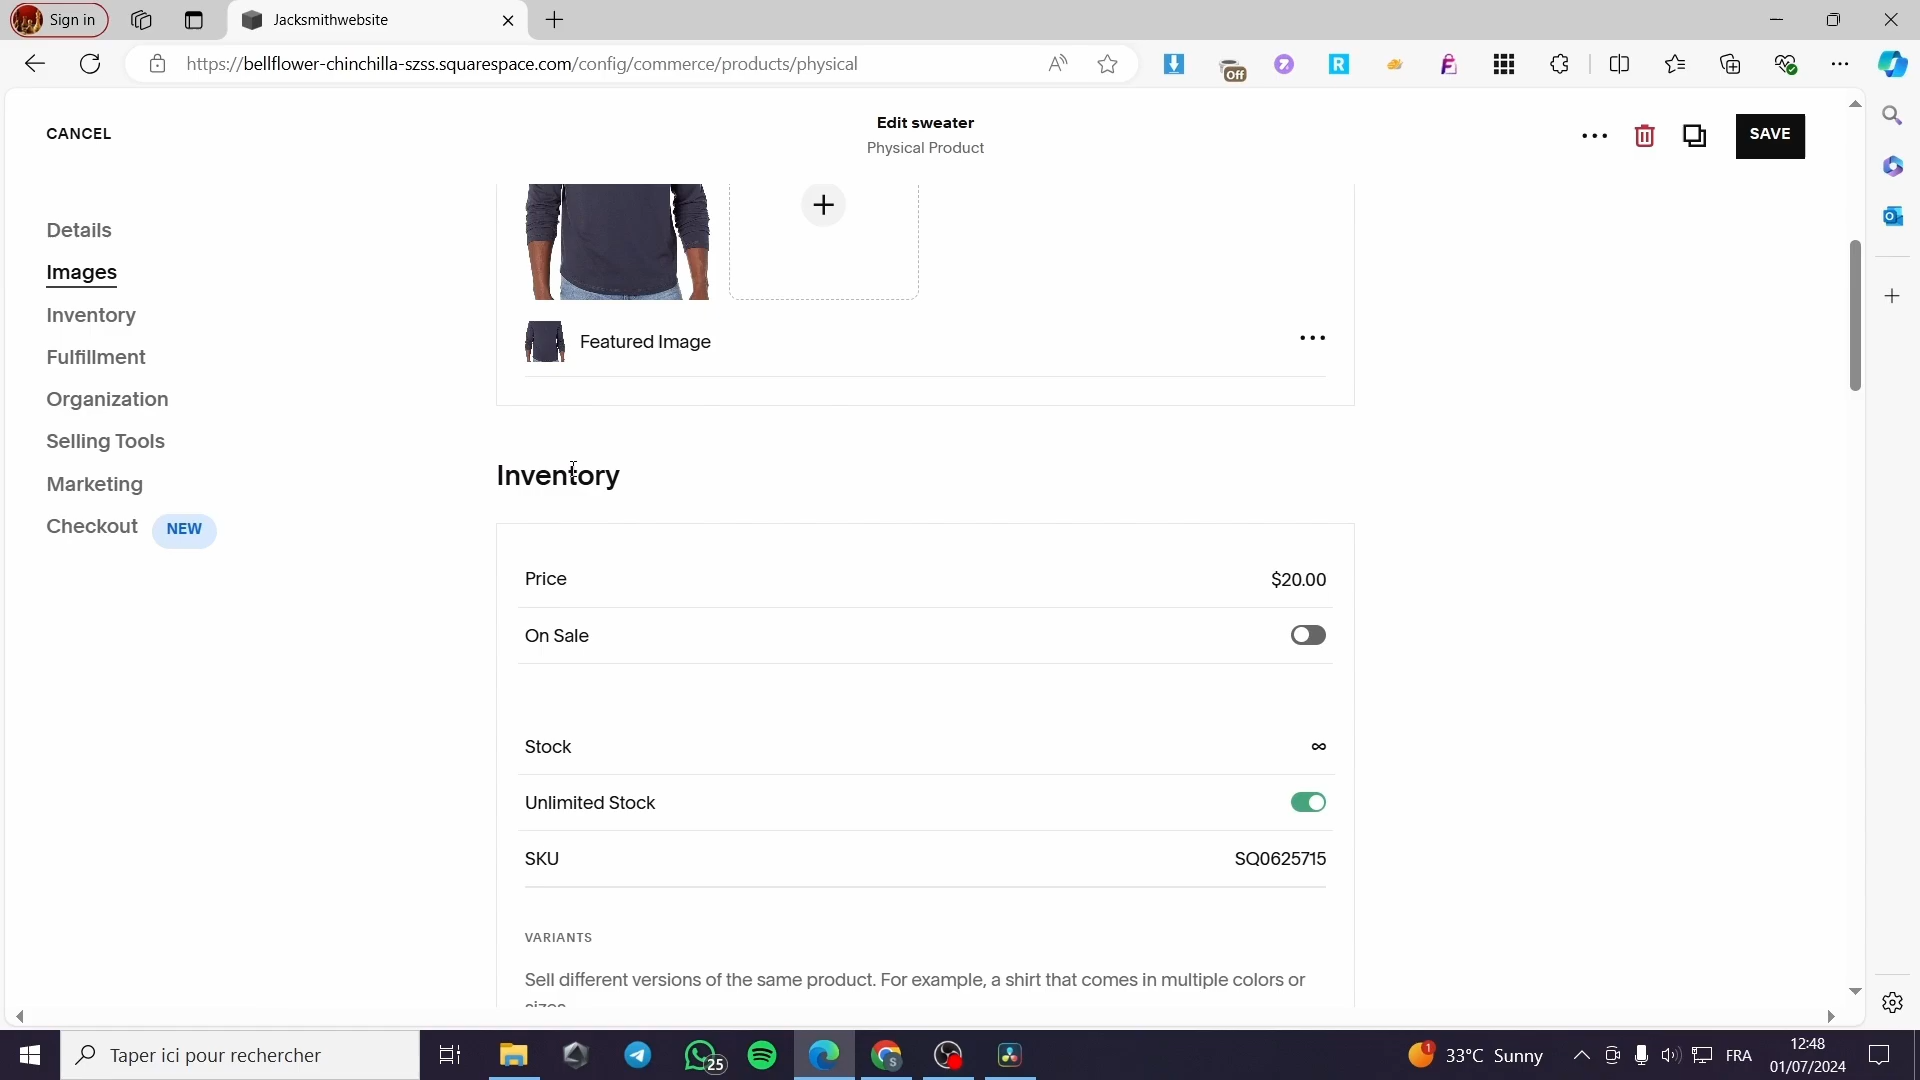 Sign in
Jacksmithwebsite
https://bellflower-chinchilla-szss.squarespace.com/config/commerce/products/physical
Off
CANCEL
Edit sweater
Physical Product
SAVE
Details
Images
Inventory
Fulfillment
Organization
Selling Tools
Marketing
Checkout NEW
Featured Image
Inventory
Price $20.00
On Sale
Stock ∞
Unlimited Stock
SKU SQ0625715
VARIANTS
Sell different versions of the same product. For example, a shirt that comes in multiple colors or
sizes.
Taper ici pour rechercher
25
1
33°C Sunny
FRA
12:48
01/07/2024